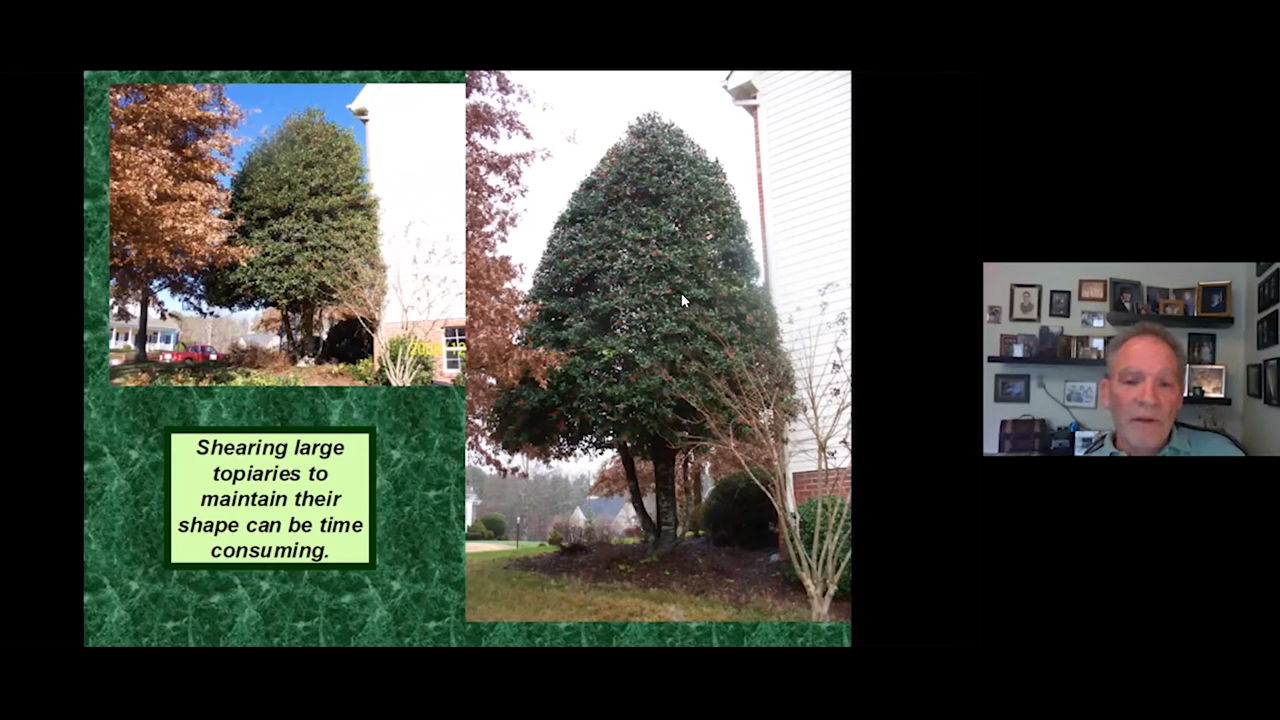 Shearing large
topiaries to
maintain their
shape can be time
consuming.